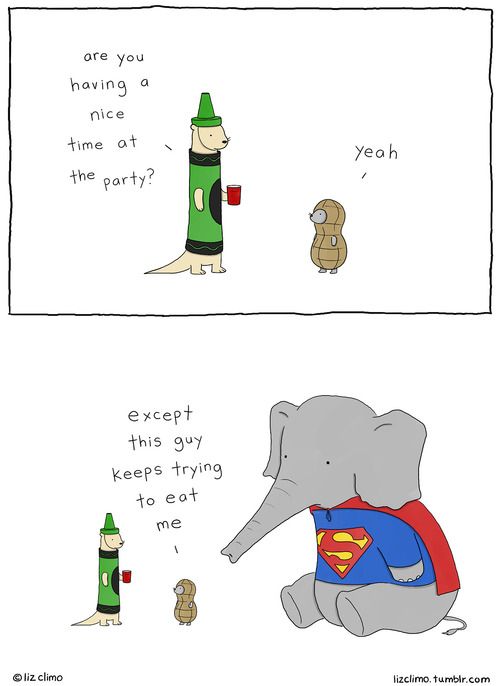 are you
having a
nice
time at
the party?
yeah
except
this guy
keeps trying
to eat
me
S
©liz climo
lizclimo.tumblr.com